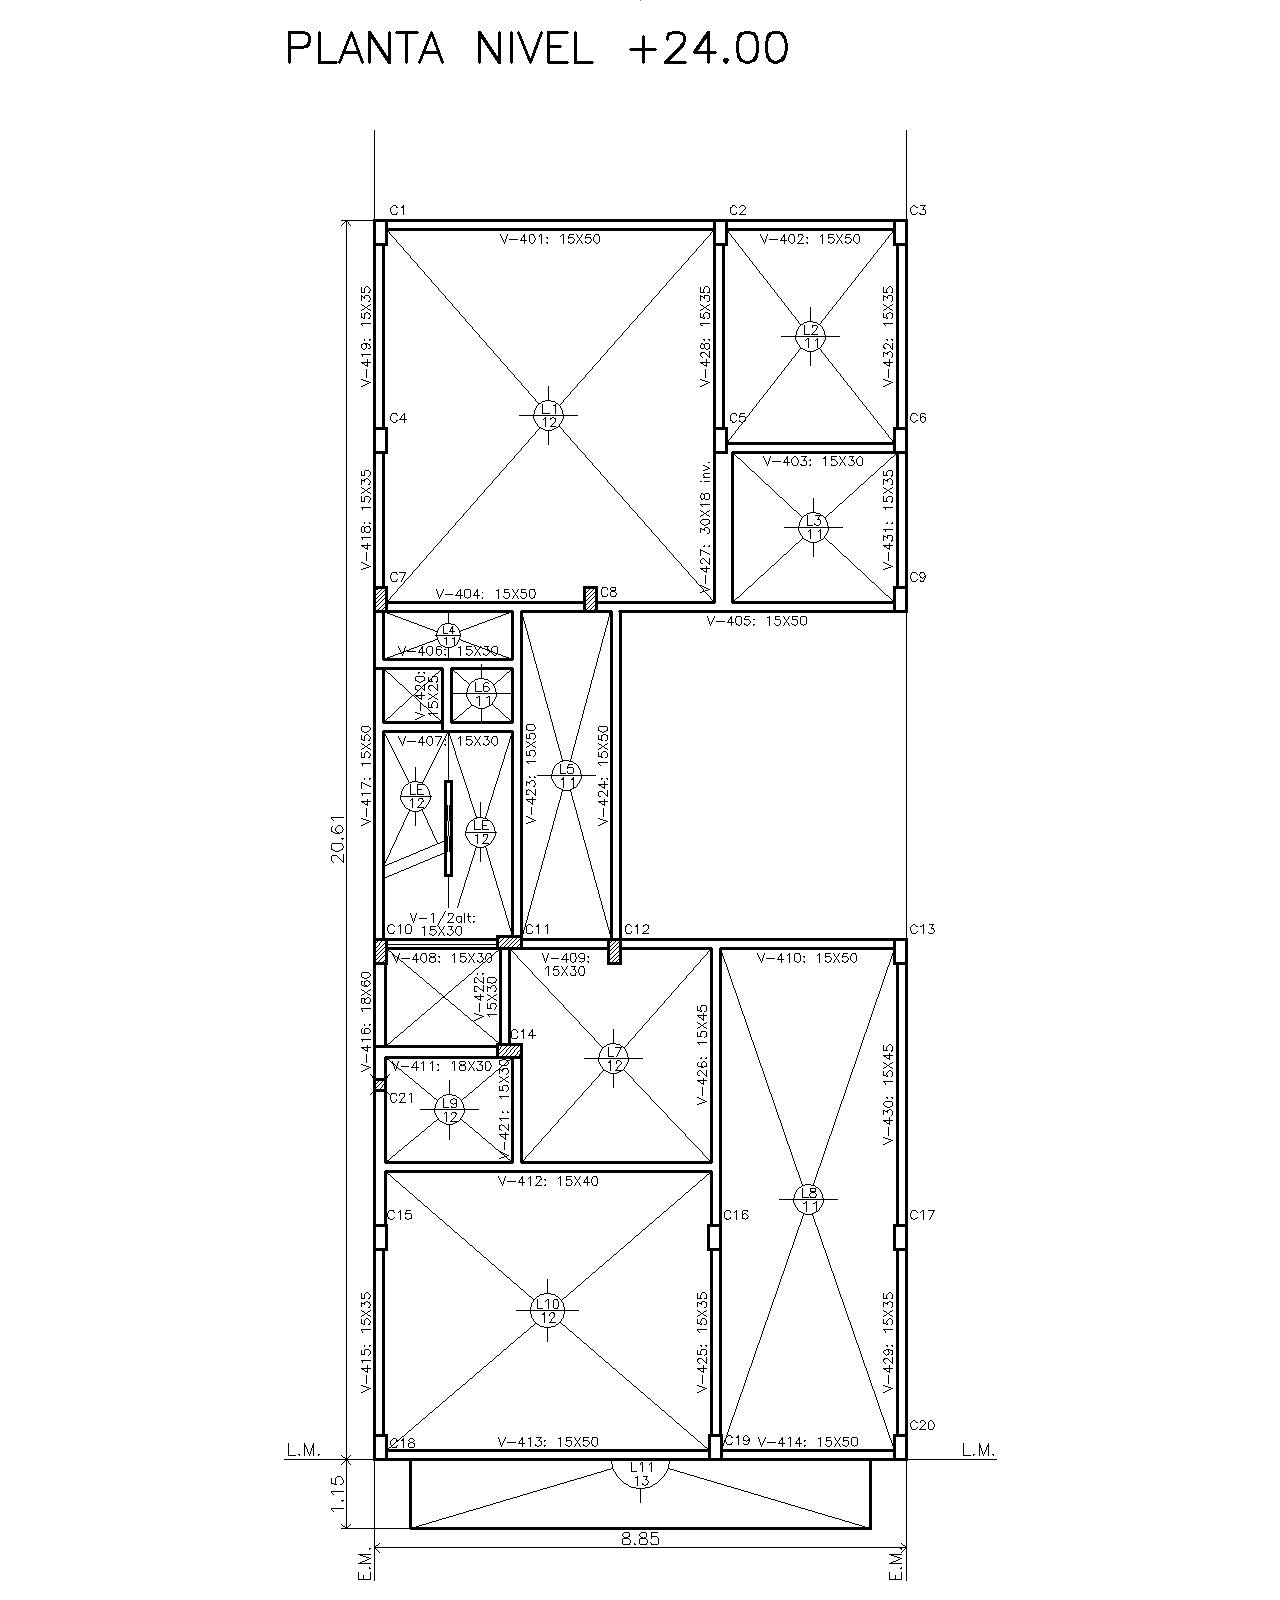 PLANTA NIVEL +24.00
C1
C2
C3
V-401: 15X50
V-402: 15X50
V-419: 15X35
V-428: 15X35
V-432: 15X35
L2
11
L1
12
C4
C5
C6
V-403: 15X30
V-418: 15X35
V-427: 30X18 inv.
V-431: 15X35
L3
11
C7
C8
C9
V-404: 15X50
V-405: 15X50
L4
11
V-406: 15X30
V-420:
15X25
L6
11
V-407: 15X30
V-417: 15X50
V-423: 15X50
V-424: 15X50
L5
11
LE
12
LE
12
20.61
V-1/2alt:
15X30
C10
C11
C12
C13
V-408: 15X30
V-409:
15X30
V-410: 15X50
V-416: 18X60
V-422:
15X30
C14
L7
12
V-426: 15X45
V-430: 15X45
V-411: 18X30
C21
L9
12
V-421: 15X30
V-412: 15X40
L8
11
C15
C16
C17
L10
12
V-415: 15X35
V-425: 15X35
V-429: 15X35
C18
V-413: 15X50
C19
V-414: 15X50
C20
L.M.
L.M.
L11
13
1.15
8.85
E.M.
E.M.